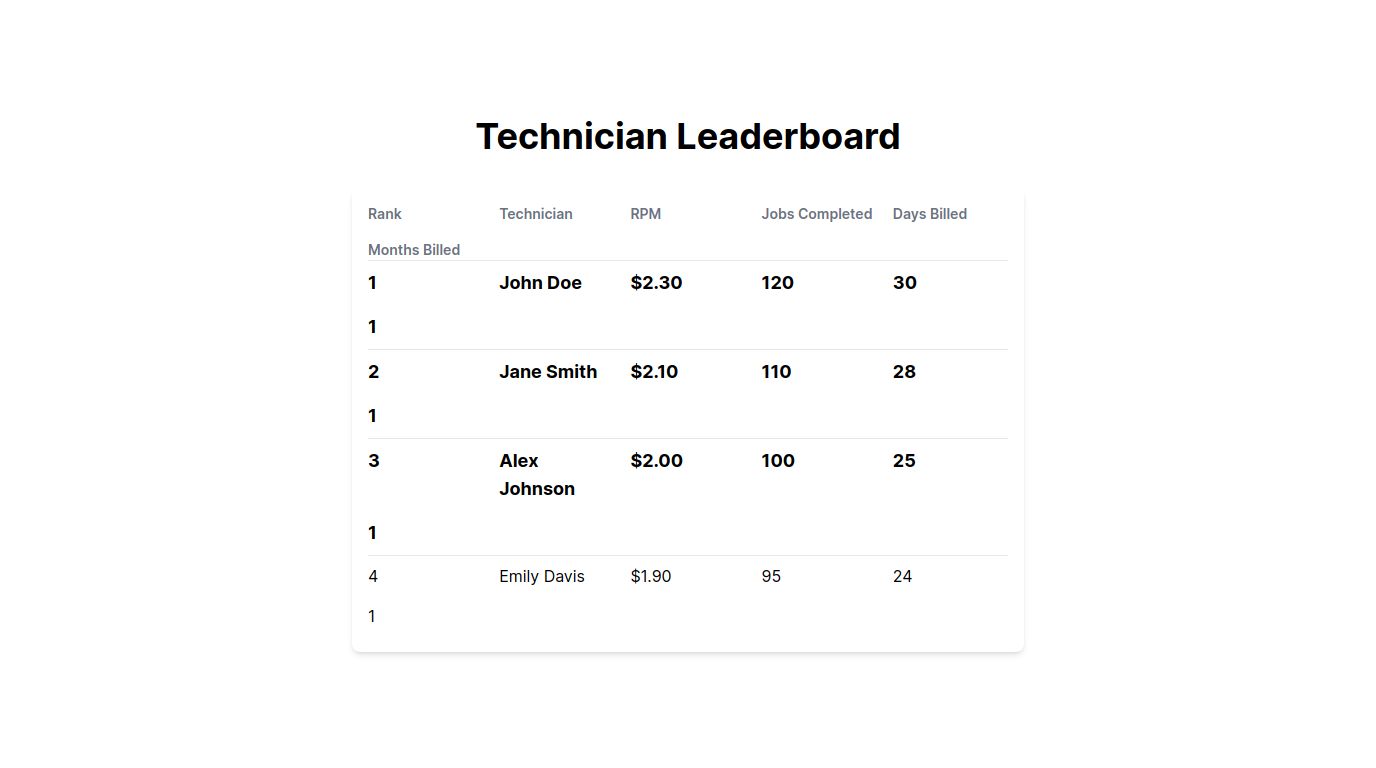 Technician Leaderboard
Rank Technician RPM Jobs Completed Days Billed
Months Billed
1 John Doe $2.30 120 30
1
2 Jane Smith $2.10 110 28
1
3 Alex $2.00 100 25
Johnson
1
4 Emily Davis $1.90 95 24
1